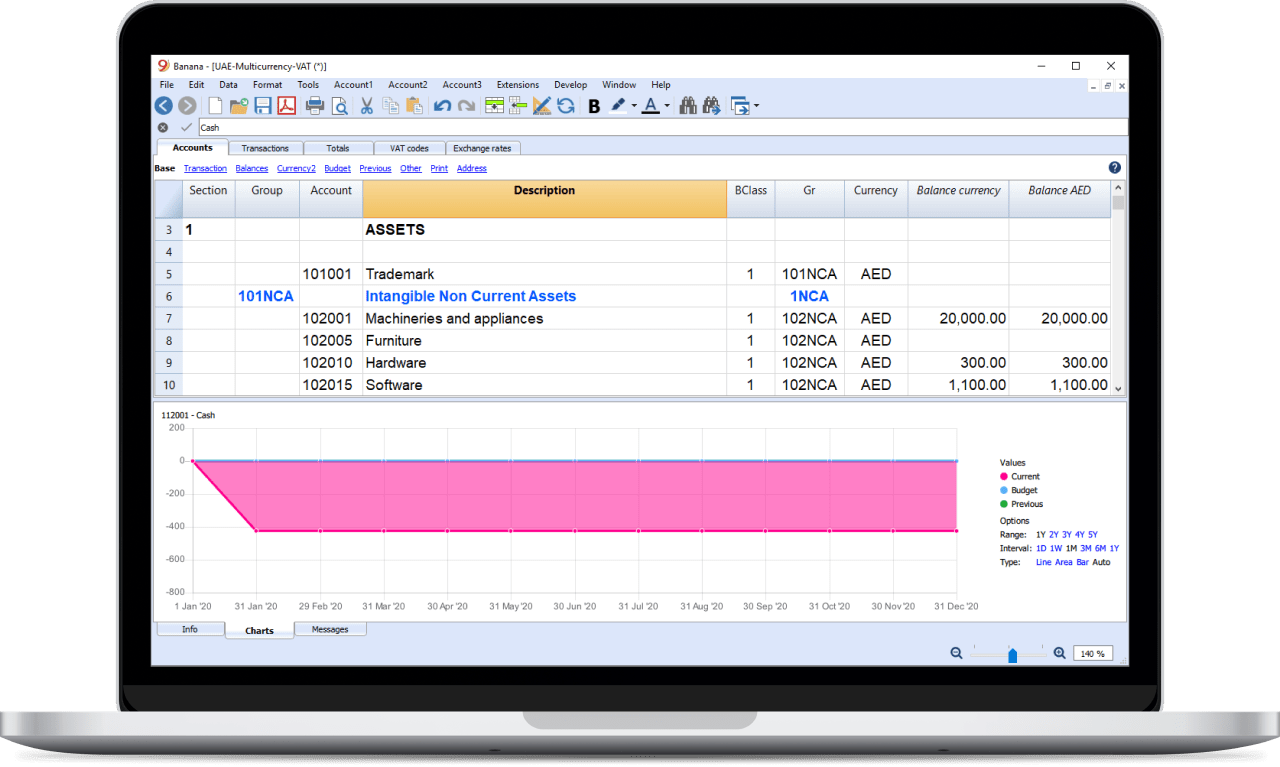 9 Banana - [UAE-Multicurrency-VAT (*)]
File Edit Data Format Tools Account1 Account2 Account3 Extensions Develop Window Help
B A
Cash
Accounts Transactions Totals VAT codes Exchange rates
Base Transaction Balances Currency2 Budget Previous Other Print Address ?
Section Group Account Description BClass Gr Currency Balance currency Balance AED
3 1 ASSETS
4
5 101001 Trademark 1 101NCA AED
6 101NCA Intangible Non Current Assets 1NCA
7 102001 Machineries and appliances 1 102NCA AED 20,000.00 20,000.00
8 102005 Furniture 1 102NCA AED
9 102010 Hardware 1 102NCA AED 300.00 300.00
10 102015 Software 1 102NCA AED 1,100.00 1,100.00
112001 - Cash
200
0
-200
-400
-600
-800
1 Jan '20 31 Jan '20 29 Feb '20 31 Mar '20 30 Apr '20 31 May '20 30 Jun '20 31 Jul '20 31 Aug '20 30 Sep '20 31 Oct '20 30 Nov '20 31 Dec '20
Values
Current
Budget
Previous
Options
Range: 1Y 2Y 3Y 4Y 5Y
Interval: 1D 1W 1M 3M 6M 1Y
Type: Line Area Bar Auto
Info Charts Messages
140 %